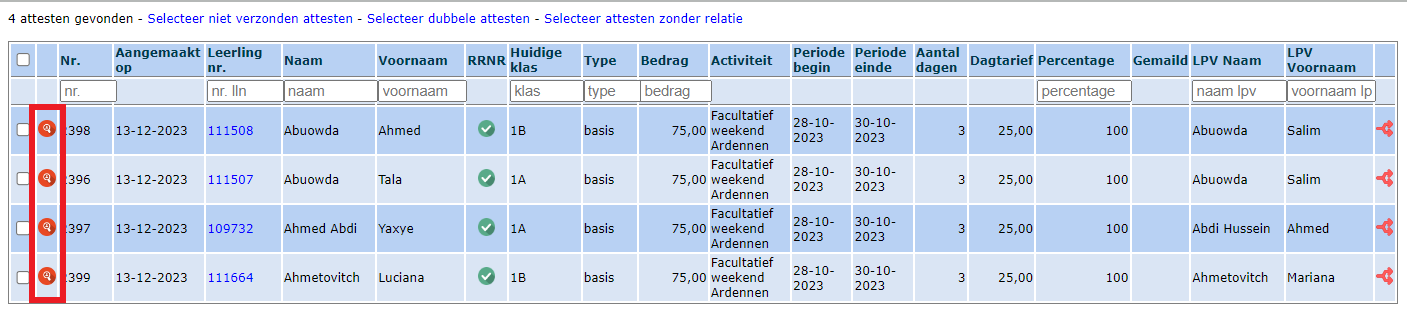 4 attesten gevonden - Selecteer niet verzonden attesten - Selecteer dubbele attesten - Selecteer attesten zonder relatie
Nr. Aangemaakt op Leerling nr. Naam Voornaam RRNR Huidige klas Type Bedrag Activiteit Periode begin Periode einde Aantal dagen Dagtarief Percentage Gemaild LPV Naam LPV Voornaam
nr. nr. lln naam voornaam klas type bedrag percentage naam lpv voornaam lp
2398 13-12-2023 111508 Abuowda Ahmed 1B basis 75,00 Facultatief weekend Ardennen 28-10-2023 30-10-2023 3 25,00 100 Abuowda Salim
2396 13-12-2023 111507 Abuowda Tala 1A basis 75,00 Facultatief weekend Ardennen 28-10-2023 30-10-2023 3 25,00 100 Abuowda Salim
2397 13-12-2023 109732 Ahmed Abdi Yaxye 1A basis 75,00 Facultatief weekend Ardennen 28-10-2023 30-10-2023 3 25,00 100 Abdi Hussein Ahmed
2399 13-12-2023 111664 Ahmetovitch Luciana 1B basis 75,00 Facultatief weekend Ardennen 28-10-2023 30-10-2023 3 25,00 100 Ahmetovitch Mariana